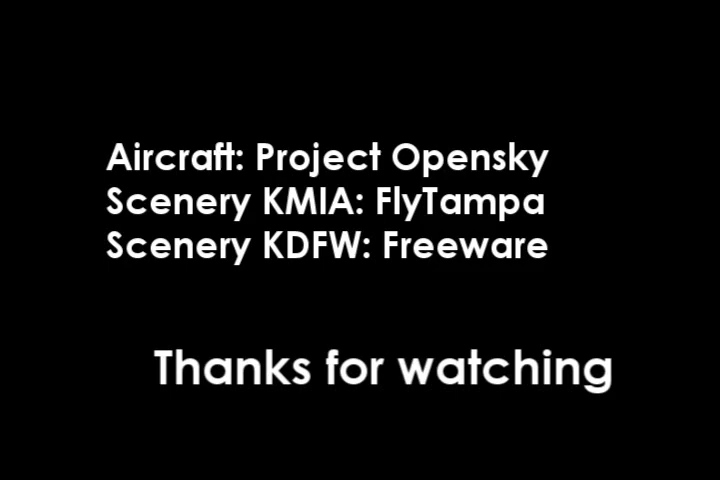 Aircraft: Project Opensky
Scenery KMIA: FlyTampa
Scenery KDFW: Freeware
Thanks for watching